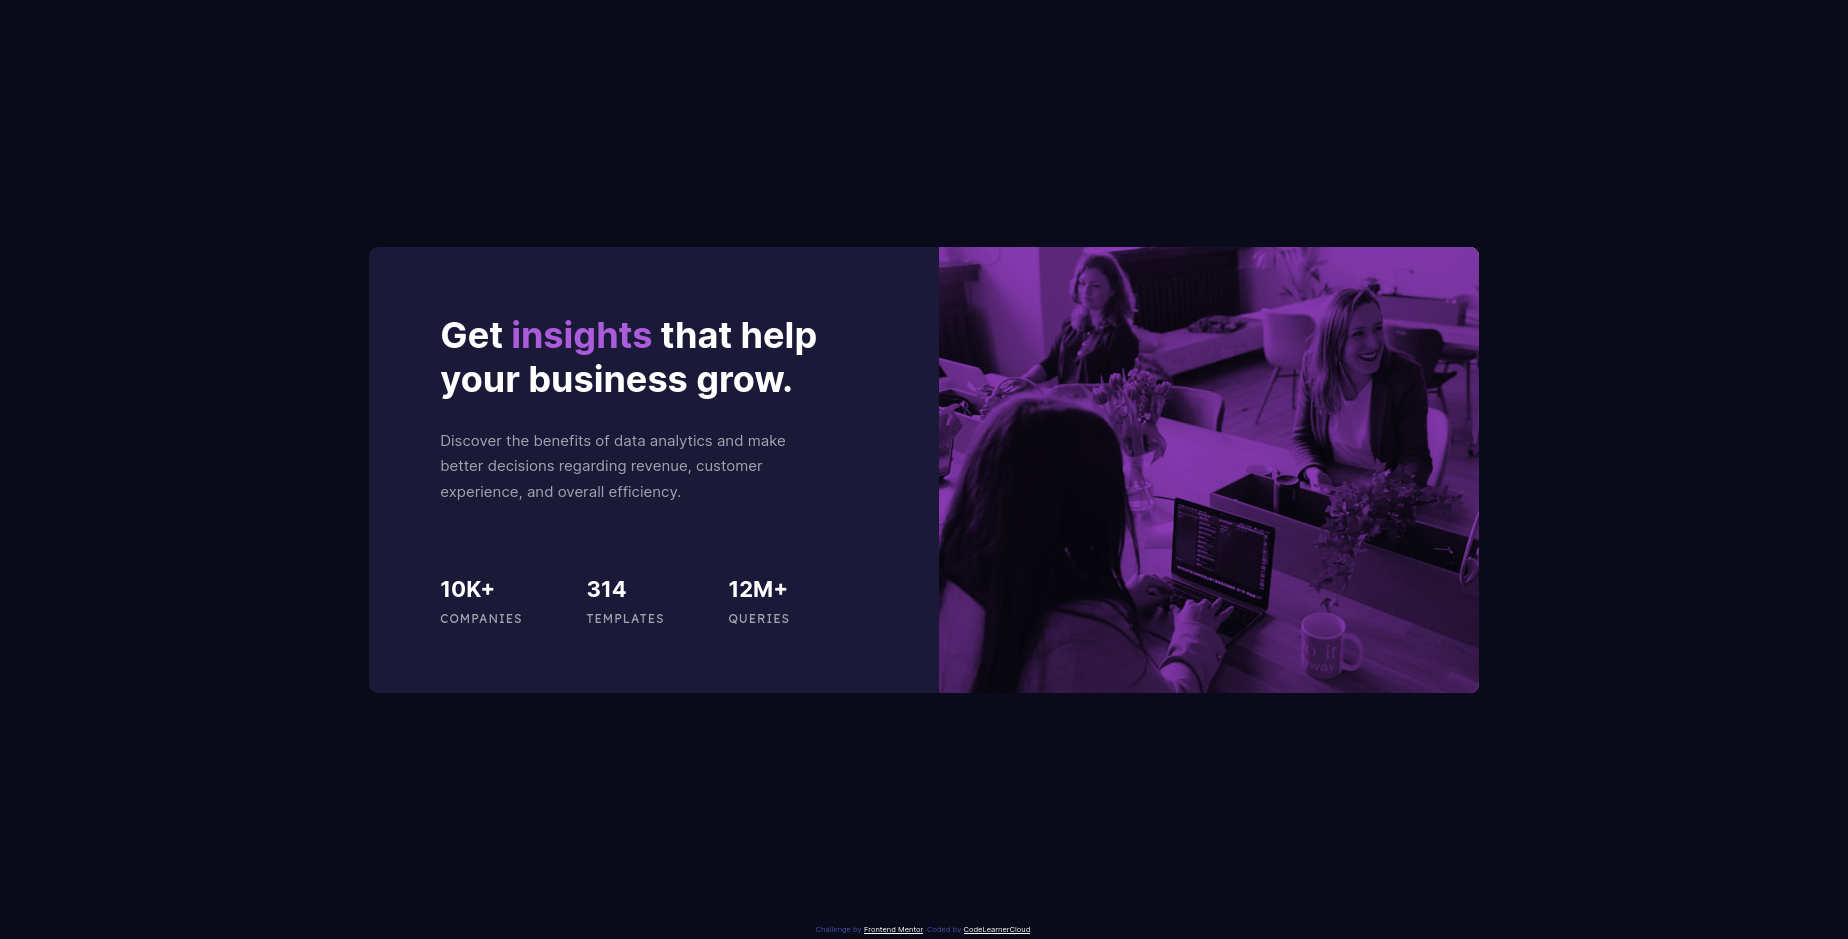 Get insights that help
your business grow.
Discover the benefits of data analytics and make
better decisions regarding revenue, customer
experience, and overall efficiency.
10K+ 314 12M+
COMPANIES TEMPLATES QUERIES
Challenge by Frontend Mentor Coded by CodeLearnerCloud